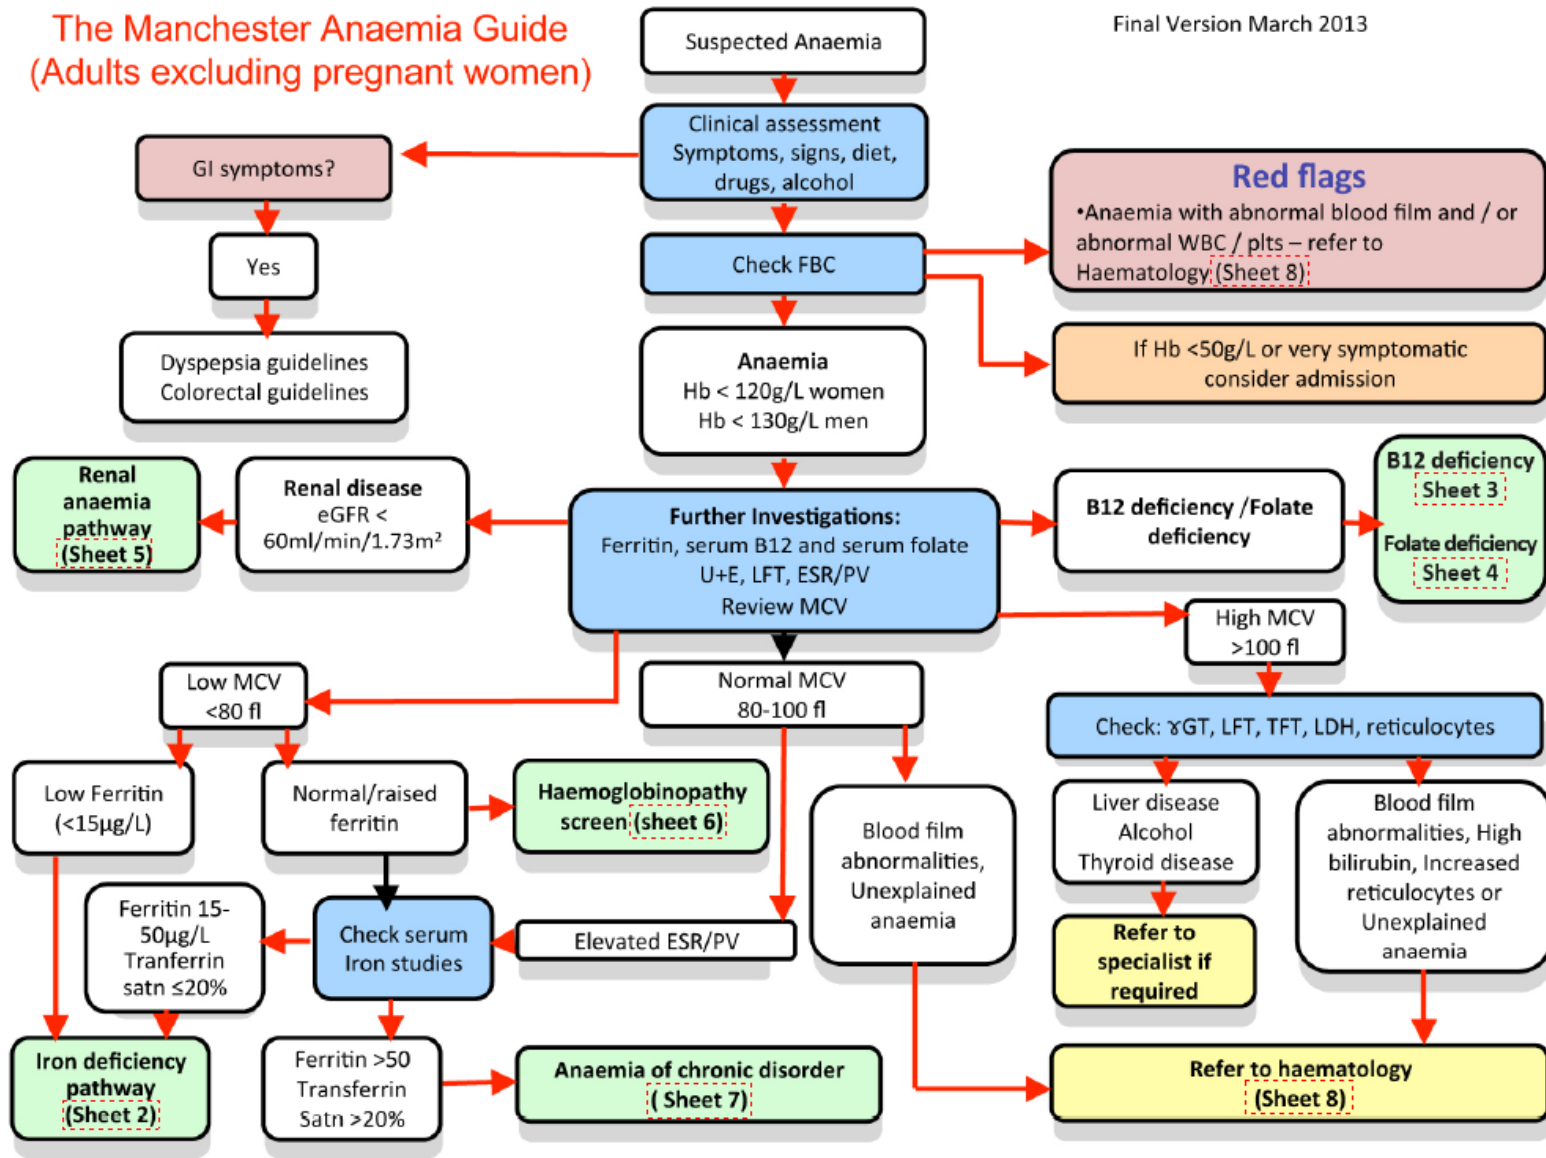 The Manchester Anaemia Guide
(Adults excluding pregnant women)
Final Version March 2013
Suspected Anaemia
Clinical assessment
Symptoms, signs, diet,
drugs, alcohol
GI symptoms?
Yes
Dyspepsia guidelines
Colorectal guidelines
Check FBC
Red flags
•Anaemia with abnormal blood film and / or
abnormal WBC / plts – refer to
Haematology (Sheet 8)
If Hb <50g/L or very symptomatic
consider admission
Anaemia
Hb < 120g/L women
Hb < 130g/L men
Renal
anaemia
pathway
(Sheet 5)
Renal disease
eGFR <
60ml/min/1.73m²
Further Investigations:
Ferritin, serum B12 and serum folate
U+E, LFT, ESR/PV
Review MCV
B12 deficiency /Folate
deficiency
B12 deficiency
Sheet 3
Folate deficiency
Sheet 4
Low MCV
<80 fl
Normal MCV
80-100 fl
High MCV
>100 fl
Check: ɤGT, LFT, TFT, LDH, reticulocytes
Low Ferritin
(<15µg/L)
Normal/raised
ferritin
Haemoglobinopathy
screen (sheet 6)
Blood film
abnormalities,
Unexplained
anaemia
Liver disease
Alcohol
Thyroid disease
Blood film
abnormalities, High
bilirubin, Increased
reticulocytes or
Unexplained
anaemia
Ferritin 15-
50µg/L
Tranferrin
satn ≤20%
Check serum
Iron studies
Elevated ESR/PV
Refer to
specialist if
required
Iron deficiency
pathway
(Sheet 2)
Ferritin >50
Transferrin
Satn >20%
Anaemia of chronic disorder
( Sheet 7)
Refer to haematology
(Sheet 8)